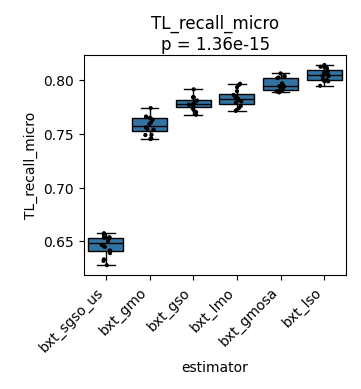 TL_recall_micro
p = 1.36e-15
TL_recall_micro
0.80
0.75
0.70
0.65
bxt_sgso_us
bxt_gmo
bxt_gso
bxt_lmo
bxt_gmosa
bxt_lso
estimator